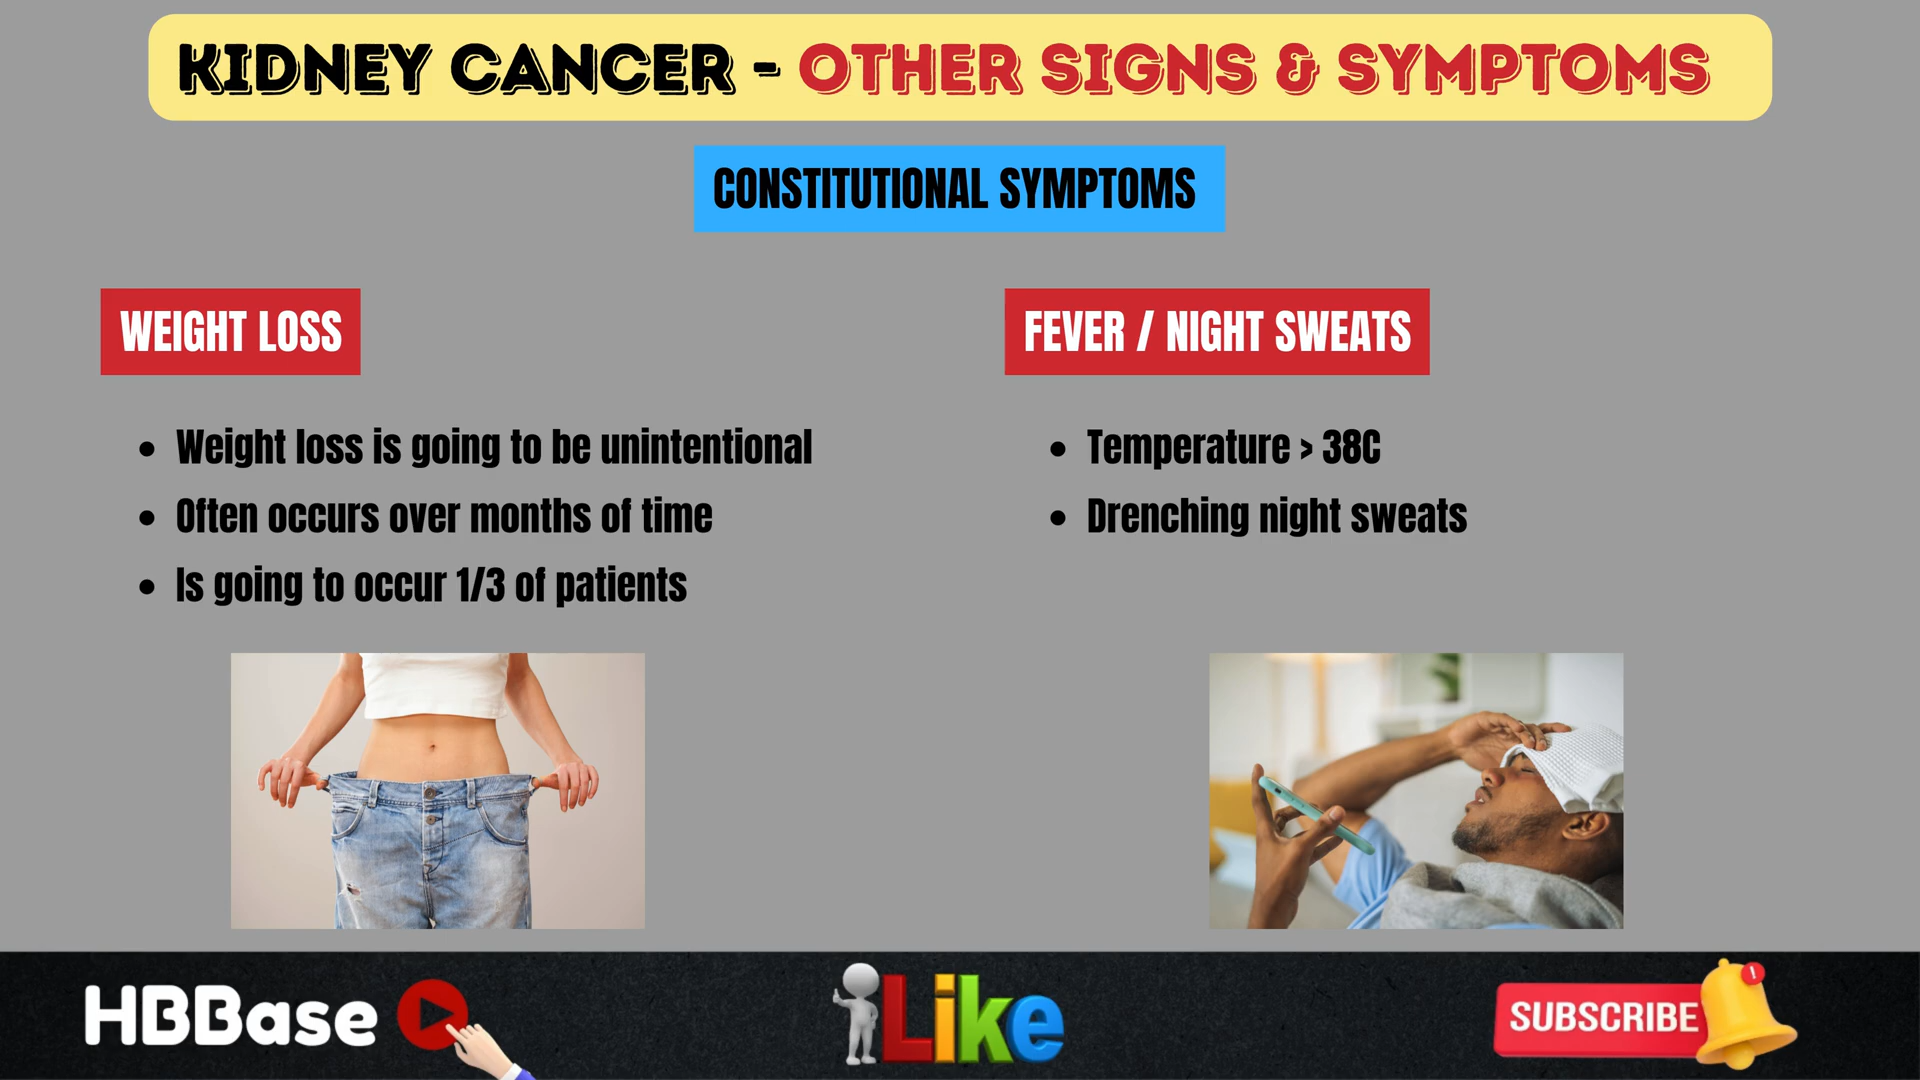 KIDNEY CANCER - OTHER SIGNS & SYMPTOMS
CONSTITUTIONAL SYMPTOMS
WEIGHT LOSS
• Weight loss is going to be unintentional
• Often occurs over months of time
• Is going to occur 1/3 of patients
FEVER / NIGHT SWEATS
• Temperature > 38C
• Drenching night sweats
HBBase
Like
SUBSCRIBE
!